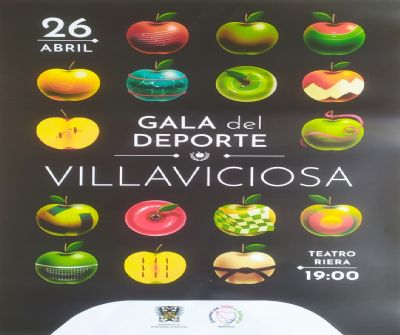 26
ABRIL
GALA del
DEPORTE
VILLAVICIOSA
TEATRO
RIERA
19:00